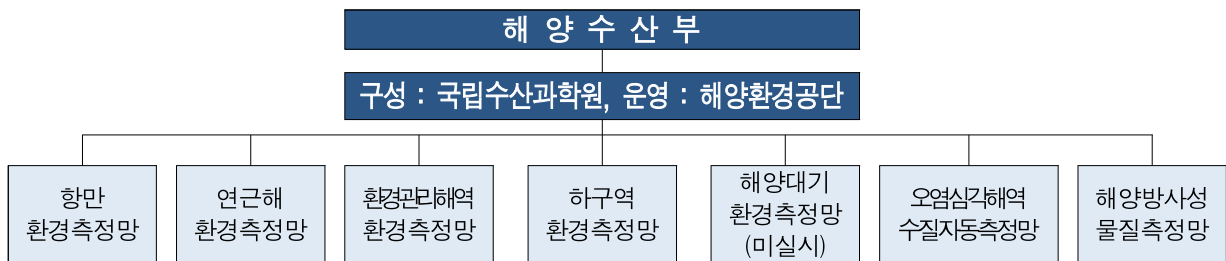 해 양 수 산 부
구성 : 국립수산과학원, 운영 : 해양환경공단
항만
환경측정망
연근해
환경측정망
환경관리해역
환경측정망
하구역
환경측정망
해양대기
환경측정망
(미실시)
오염심각해역
수질자동측정망
해양방사성
물질측정망